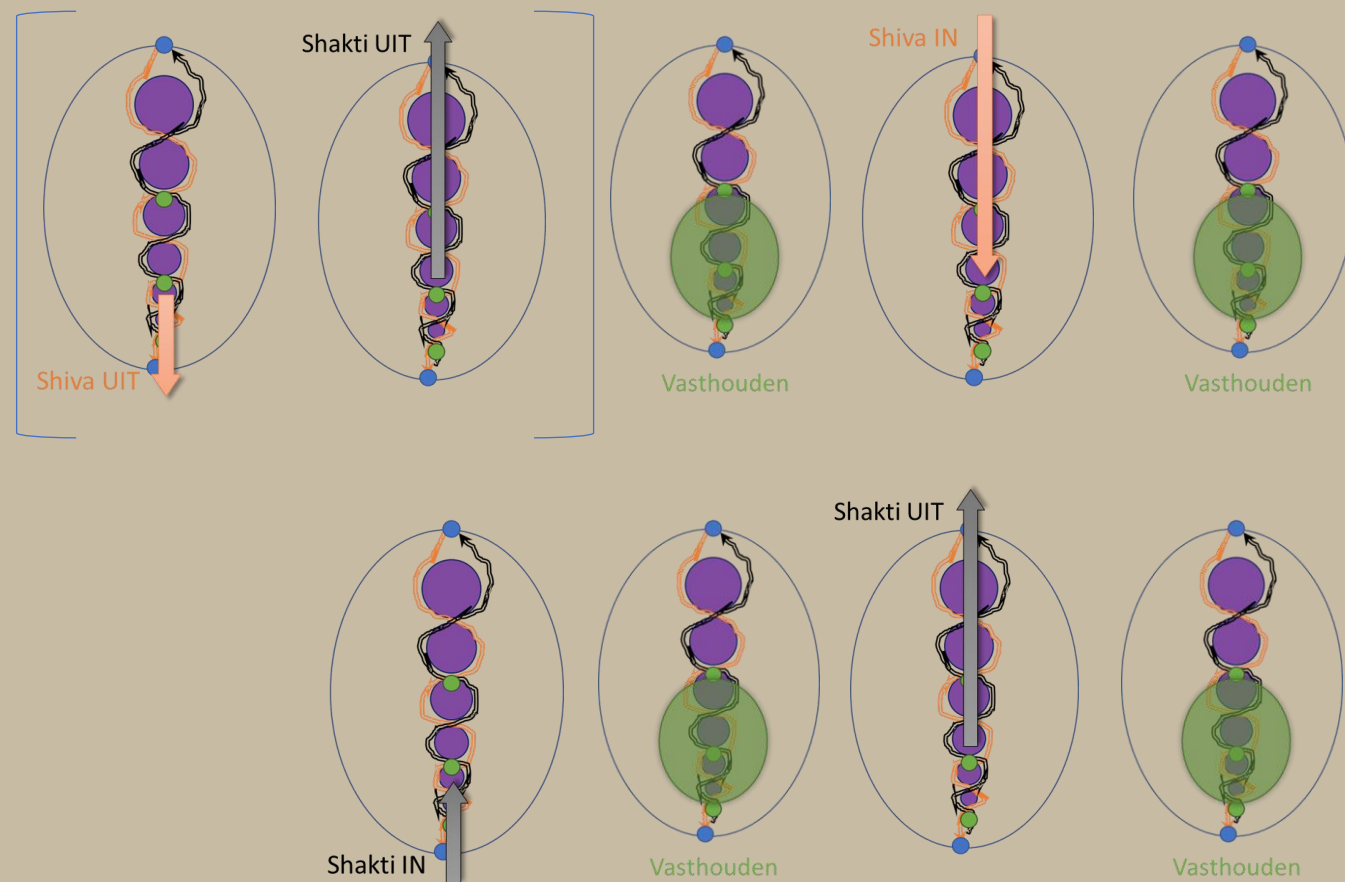 Shiva UIT
Shakti UIT
Vasthouden
Shiva IN
Vasthouden
Shakti IN
Vasthouden
Shakti UIT
Vasthouden